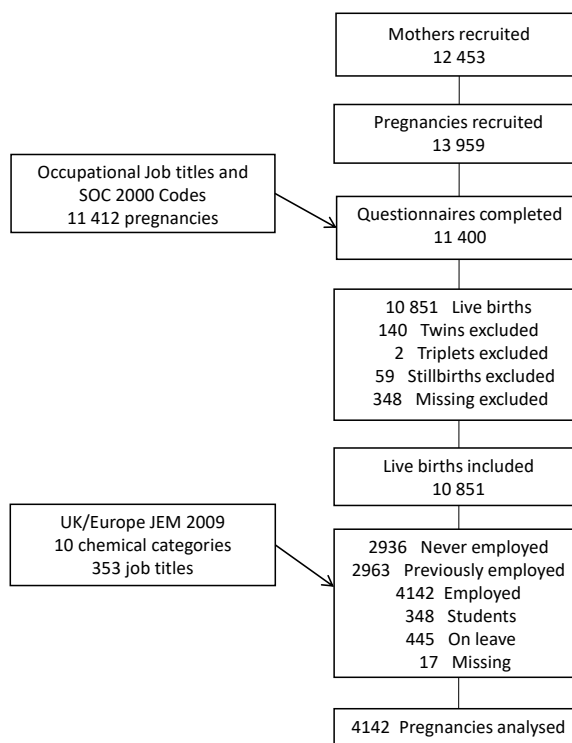 Mothers recruited
12 453
Pregnancies recruited
13 959
Occupational Job titles and
SOC 2000 Codes
11 412 pregnancies
Questionnaires completed
11 400
10 851 Live births
140 Twins excluded
2 Triplets excluded
59 Stillbirths excluded
348 Missing excluded
Live births included
10 851
UK/Europe JEM 2009
10 chemical categories
353 job titles
2936 Never employed
2963 Previously employed
4142 Employed
348 Students
445 On leave
17 Missing
4142 Pregnancies analysed